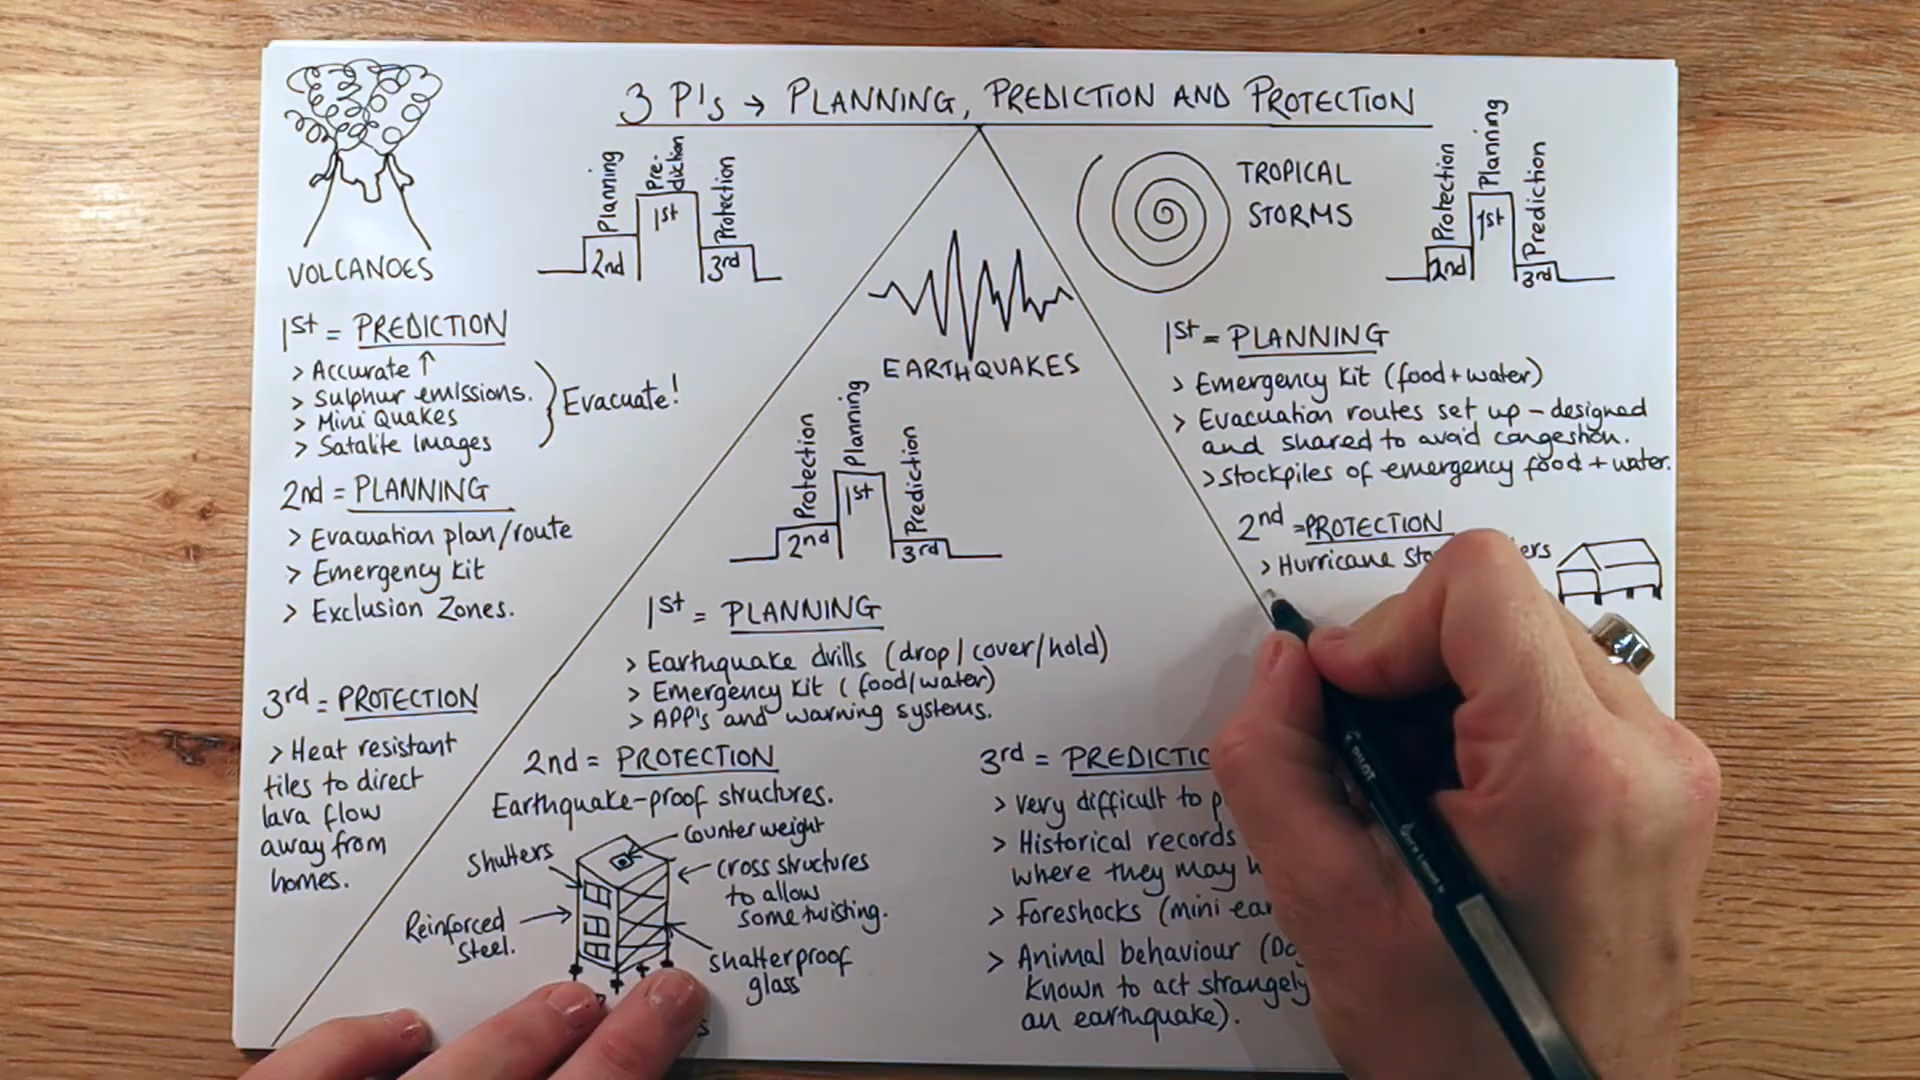 3 P's → PLANNING, PREDICTION AND PROTECTION
VOLCANOES
Planning
Pre-
diction
Protection
2nd
1st
3rd
1st = PREDICTION
> Accurate ↑
> Sulphur emissions.
> Mini Quakes
> Satalite Images
Evacuate!
2nd = PLANNING
> Evacuation plan/route
> Emergency Kit
> Exclusion Zones.
3rd = PROTECTION
> Heat resistant
tiles to direct
lava flow
away from
homes.
EARTHQUAKES
Protection
Planning
Prediction
2nd
1st
3rd
1st = PLANNING
> Earthquake drills (drop/cover/hold)
> Emergency Kit (food/water)
> APP's and warning systems.
2nd = PROTECTION
Earthquake-proof structures.
Counter weight
Shutters
cross structures
to allow
some twisting.
Reinforced
steel.
shatterproof
glass
3rd =
> very difficult to
> Historical records
where they may
> Foreshocks (mini
> Animal behaviour
known to act strangely
an earthquake).
TROPICAL
STORMS
Protection
Planning
Prediction
2nd
1st
3rd
1st = PLANNING
> Emergency Kit (food+water)
> Evacuation routes set up – designed
and shared to avoid congestion.
> Stockpiles of emergency food + water.
2nd = PROTECTION
> Hurricane
PILOT